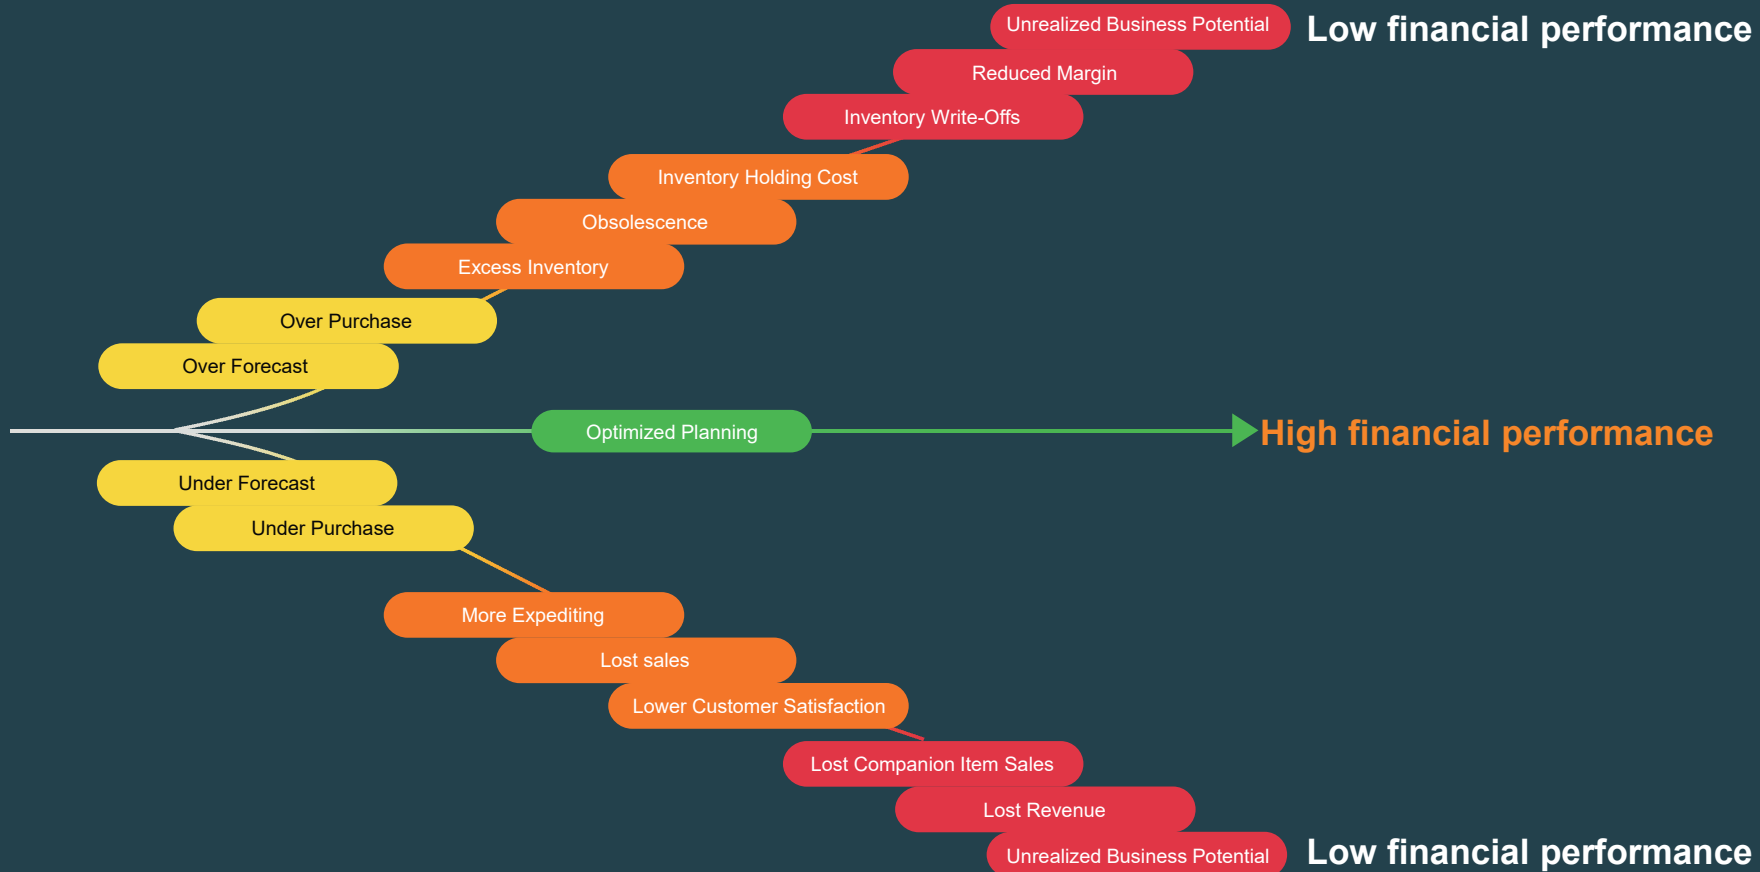 Unrealized Business Potential
Low financial performance
Reduced Margin
Inventory Write-Offs
Inventory Holding Cost
Obsolescence
Excess Inventory
Over Purchase
Over Forecast
Optimized Planning
High financial performance
Under Forecast
Under Purchase
More Expediting
Lost sales
Lower Customer Satisfaction
Lost Companion Item Sales
Lost Revenue
Unrealized Business Potential
Low financial performance